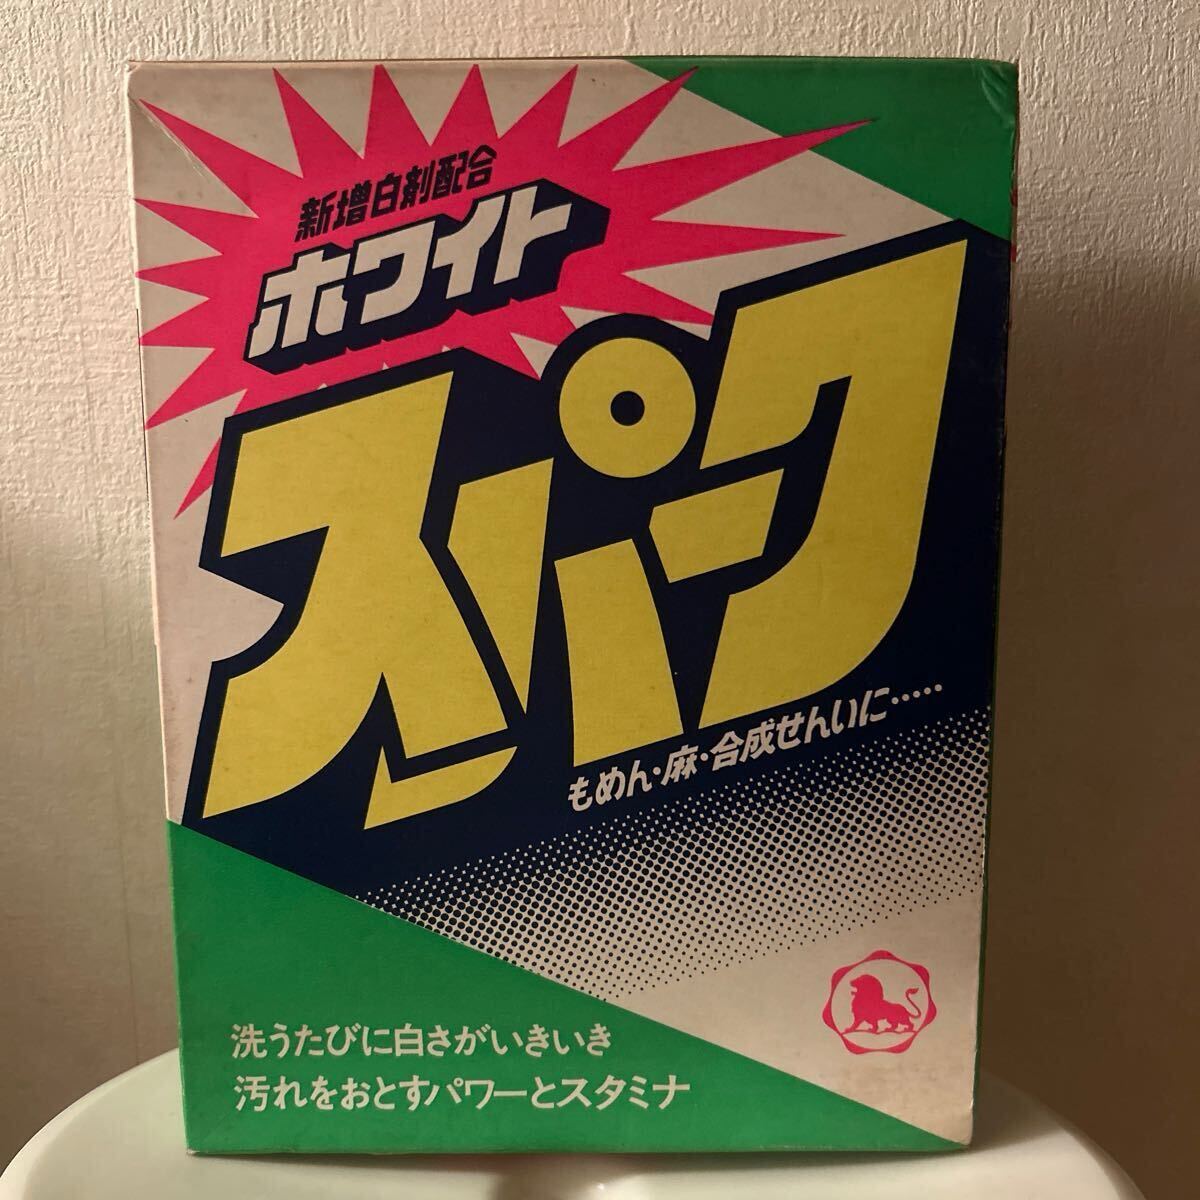 新増白剤配合
ホワイト
スパーク
もめん・麻・合成せんいに・・・・・
洗うたびに白さがいきいき
汚れをおとすパワーとスタミナ